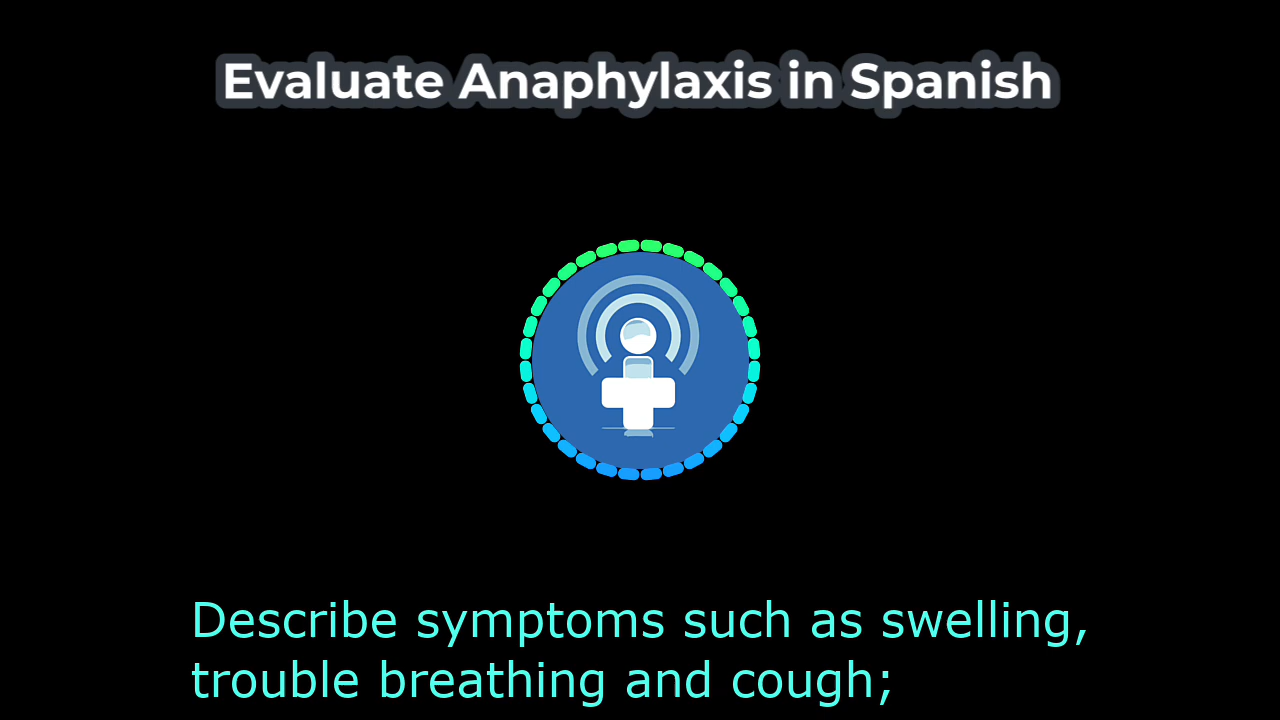 Evaluate Anaphylaxis in Spanish
Describe symptoms such as swelling,
trouble breathing and cough;